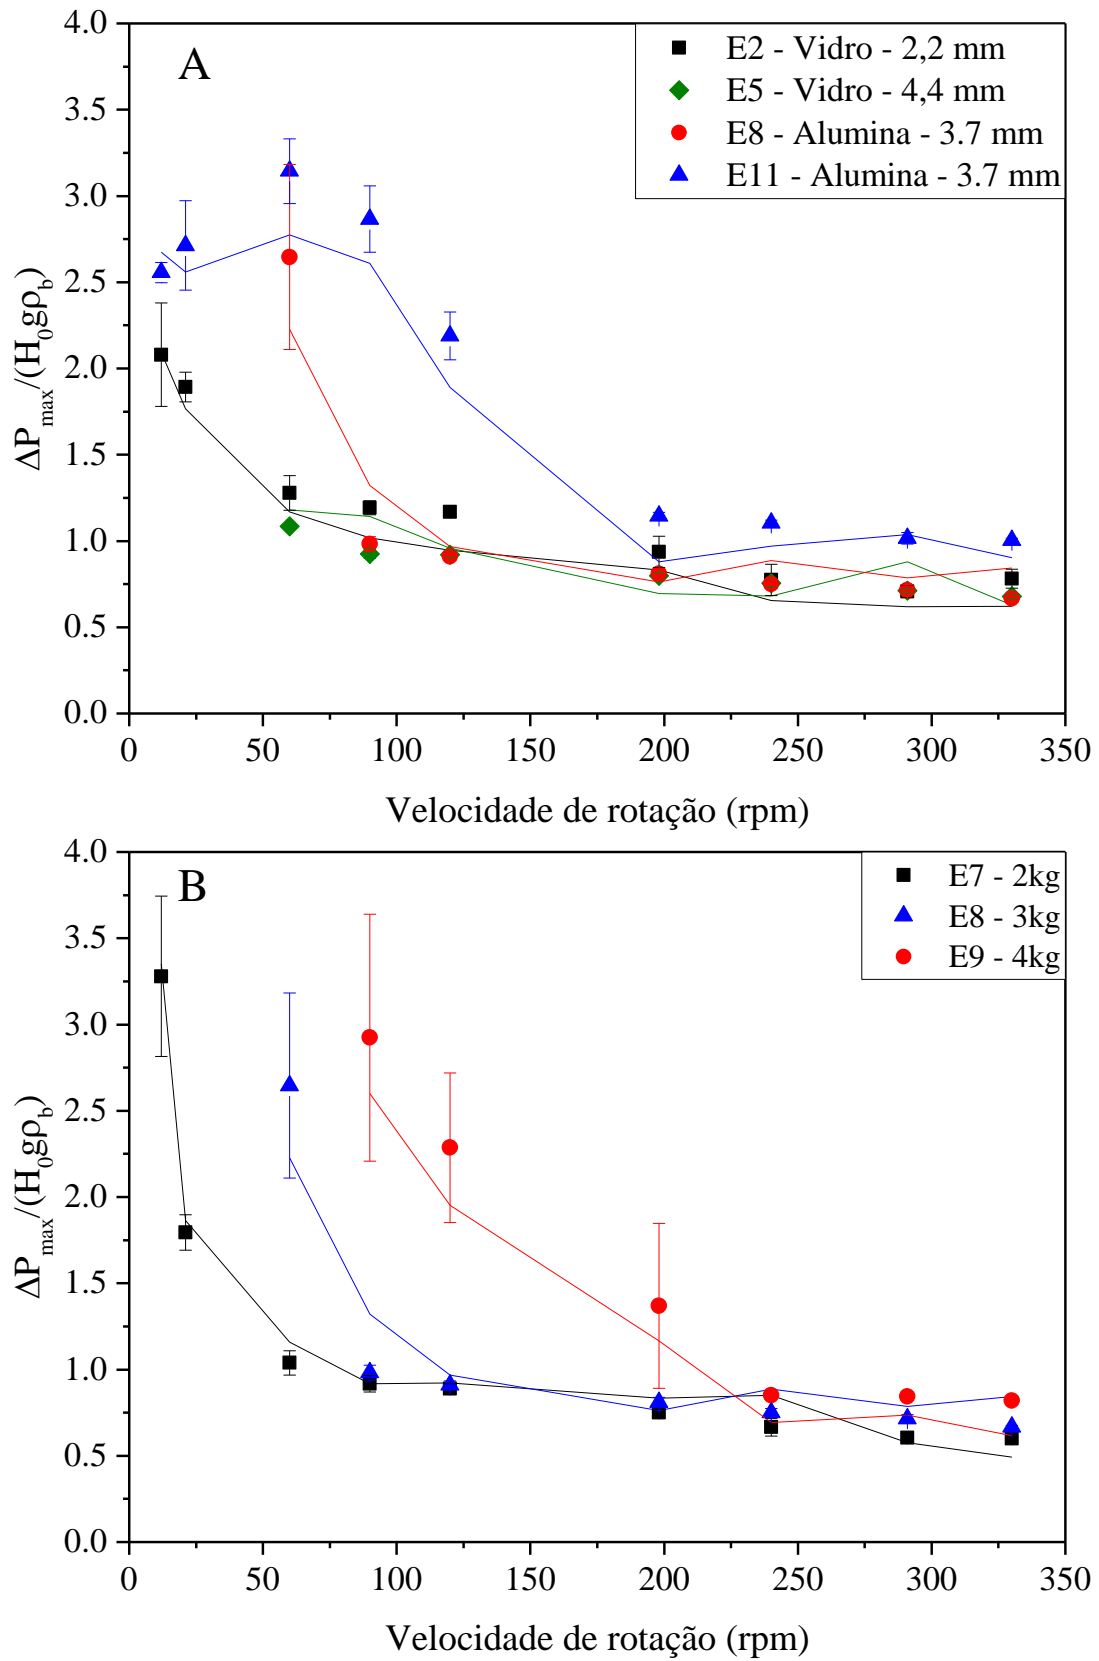 A
E2 - Vidro - 2,2 mm
E5 - Vidro - 4,4 mm
E8 - Alumina - 3.7 mm
E11 - Alumina - 3.7 mm
4.0
3.5
3.0
2.5
2.0
1.5
1.0
0.5
0.0
ΔP_max/(H_0gρ_b)
0 50 100 150 200 250 300 350
Velocidade de rotação (rpm)
B
E7 - 2kg
E8 - 3kg
E9 - 4kg
4.0
3.5
3.0
2.5
2.0
1.5
1.0
0.5
0.0
ΔP_max/(H_0gρ_b)
0 50 100 150 200 250 300 350
Velocidade de rotação (rpm)